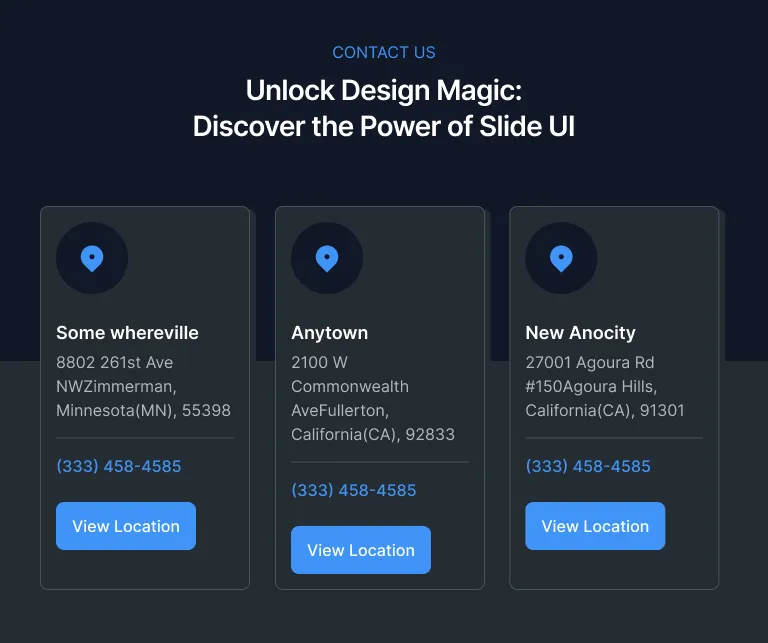 CONTACT US
Unlock Design Magic:
Discover the Power of Slide UI
Some whereville
8802 261st Ave
NWZimmerman,
Minnesota(MN), 55398
(333) 458-4585
View Location
Anytown
2100 W
Commonwealth
AveFullerton,
California(CA), 92833
(333) 458-4585
View Location
New Anocity
27001 Agoura Rd
#150Agoura Hills,
California(CA), 91301
(333) 458-4585
View Location